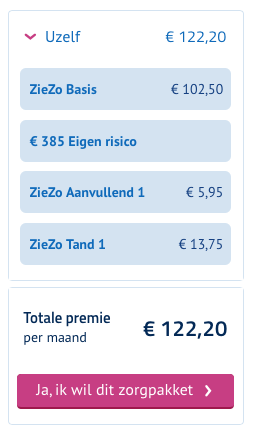 Uzelf € 122,20
ZieZo Basis € 102,50
€ 385 Eigen risico
ZieZo Aanvullend 1 € 5,95
ZieZo Tand 1 € 13,75
Totale premie
per maand € 122,20
Ja, ik wil dit zorgpakket